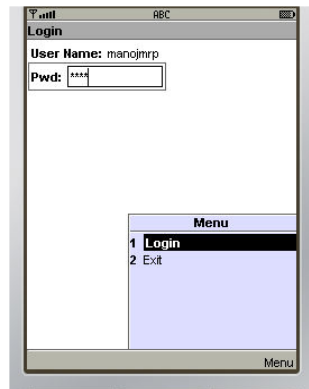 ABC
Login
User Name: manojmrp
Pwd: ****
Menu
1 Login
2 Exit
Menu